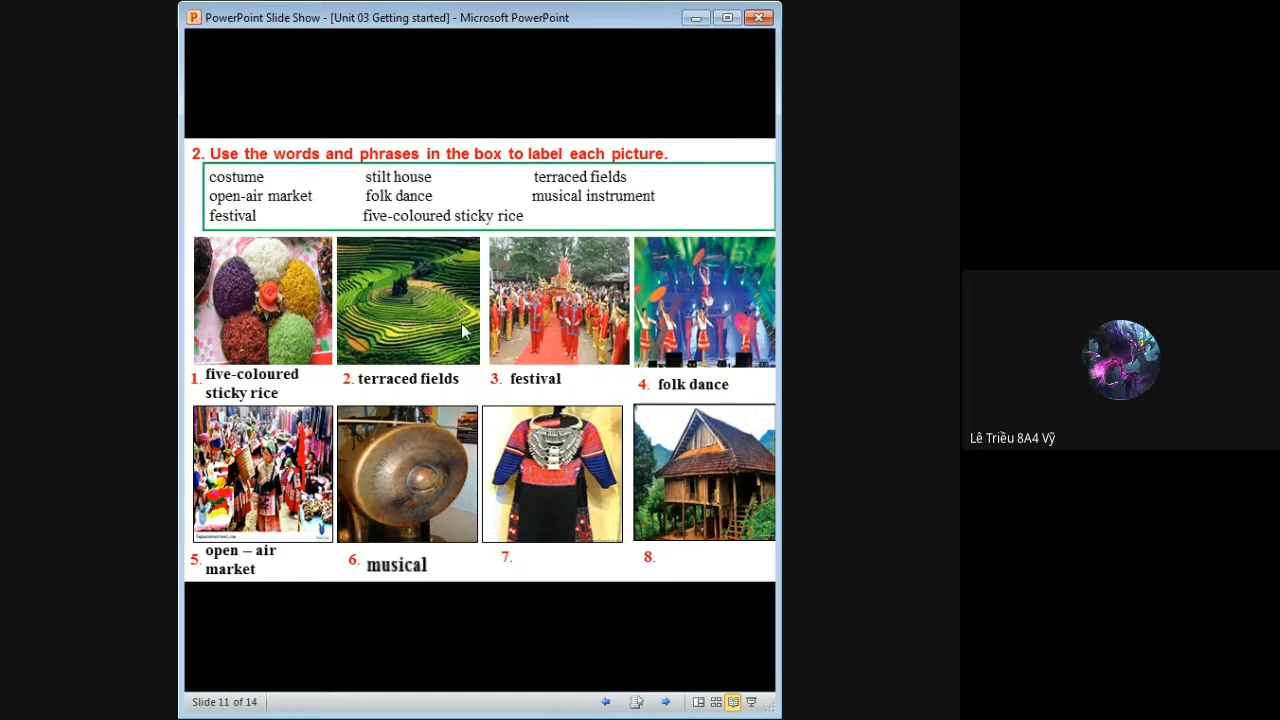 PowerPoint Slide Show - [Unit 03 Getting started] - Microsoft PowerPoint
2. Use the words and phrases in the box to label each picture.
costume stilt house terraced fields
open-air market folk dance musical instrument
festival five-coloured sticky rice
1. five-coloured
sticky rice
2. terraced fields
3. festival
4. folk dance
5. open – air
market
6. musical
7.
8.
Slide 11 of 14
Lê Triều 8A4 Vỹ